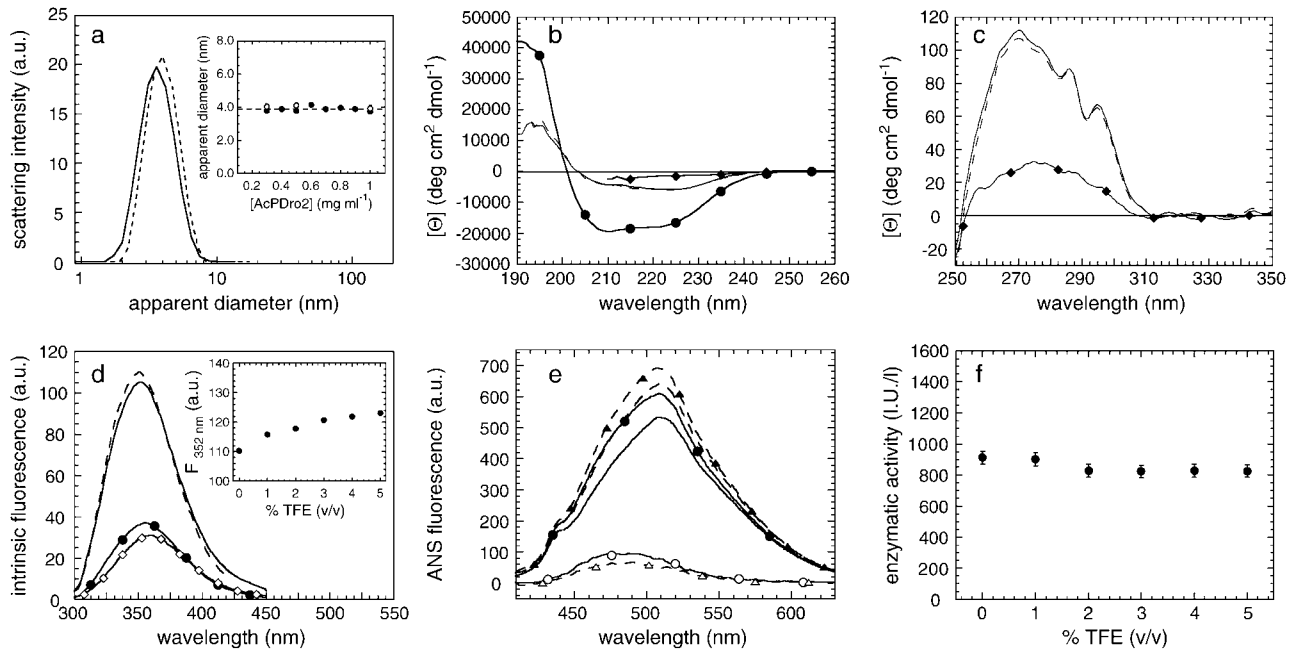 a
scattering intensity (a.u.)
25
20
15
10
5
0
1
10
100
apparent diameter (nm)
apparent diameter (nm)
8.0
6.0
4.0
2.0
0.0
0.2 0.4 0.6 0.8 1
[AcPDro2] (mg ml-1)
b
[Θ] (deg cm2 dmol-1)
50000
40000
30000
20000
10000
0
-10000
-20000
-30000
190 200 210 220 230 240 250 260
wavelength (nm)
c
[Θ] (deg cm2 dmol-1)
120
100
80
60
40
20
0
-20
250 270 290 310 330 350
wavelength (nm)
d
intrinsic fluorescence (a.u.)
120
100
80
60
40
20
0
300 350 400 450 500 550
wavelength (nm)
F352 nm (a.u.)
140
130
120
110
100
0 1 2 3 4 5
% TFE (v/v)
e
ANS fluorescence (a.u.)
700
600
500
400
300
200
100
0
450 500 550 600
wavelength (nm)
f
enzymatic activity (I.U./l)
1600
1400
1200
1000
800
600
400
200
0
0 1 2 3 4 5
% TFE (v/v)